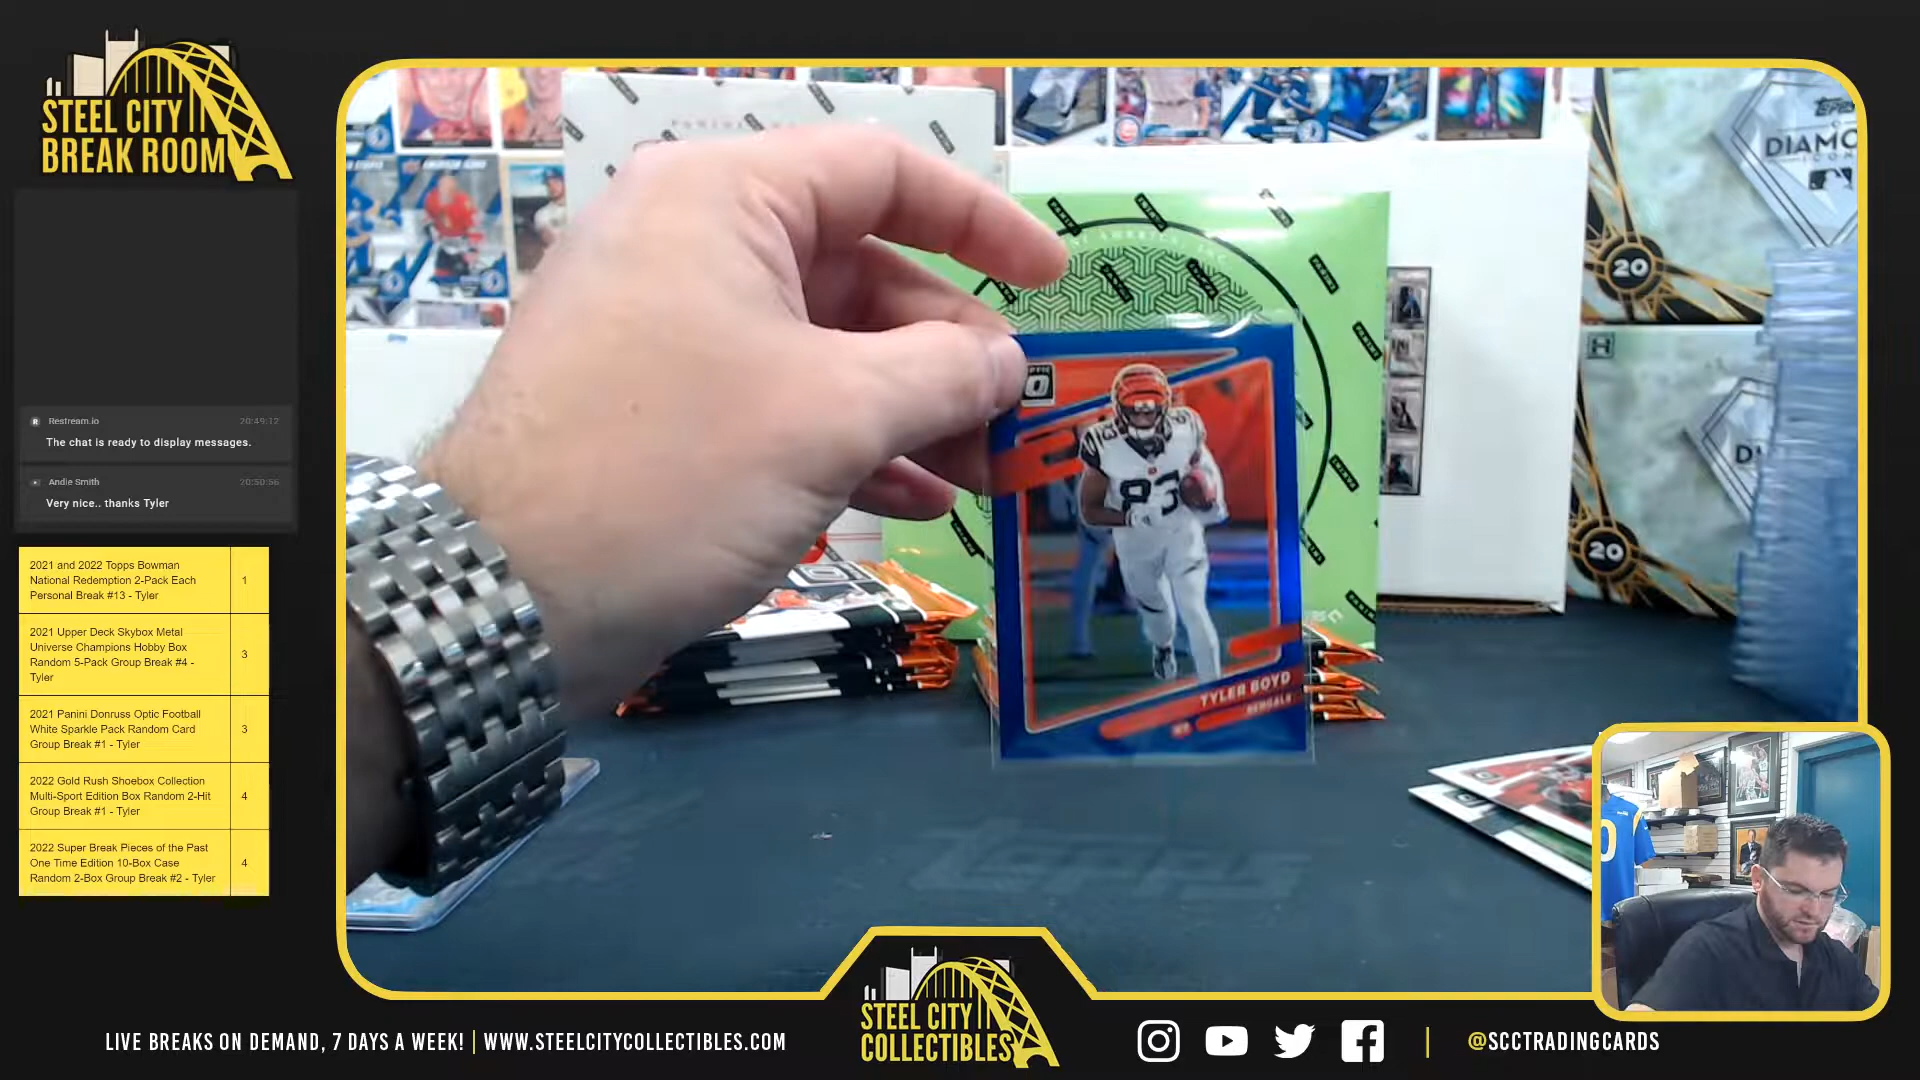 STEEL CITY
BREAK ROOM
Restream.io 20:49:12
The chat is ready to display messages.
Andie Smith 20:50:56
Very nice.. thanks Tyler
2021 and 2022 Topps Bowman
National Redemption 2-Pack Each
Personal Break #13 - Tyler
1
2021 Upper Deck Skybox Metal
Universe Champions Hobby Box
Random 5-Pack Group Break #4 -
Tyler
3
2021 Panini Donruss Optic Football
White Sparkle Pack Random Card
Group Break #1 - Tyler
3
2022 Gold Rush Shoebox Collection
Multi-Sport Edition Box Random 2-Hit
Group Break #1 - Tyler
4
2022 Super Break Pieces of the Past
One Time Edition 10-Box Case
Random 2-Box Group Break #2 - Tyler
4
TOPPS
DIAMO
ICON
20
20
83
TYLER BOYD
BENGALS
WR
TOPPS
STEEL CITY
COLLECTIBLES
LIVE BREAKS ON DEMAND, 7 DAYS A WEEK! | WWW.STEELCITYCOLLECTIBLES.COM
| @SCCTRADINGCARDS